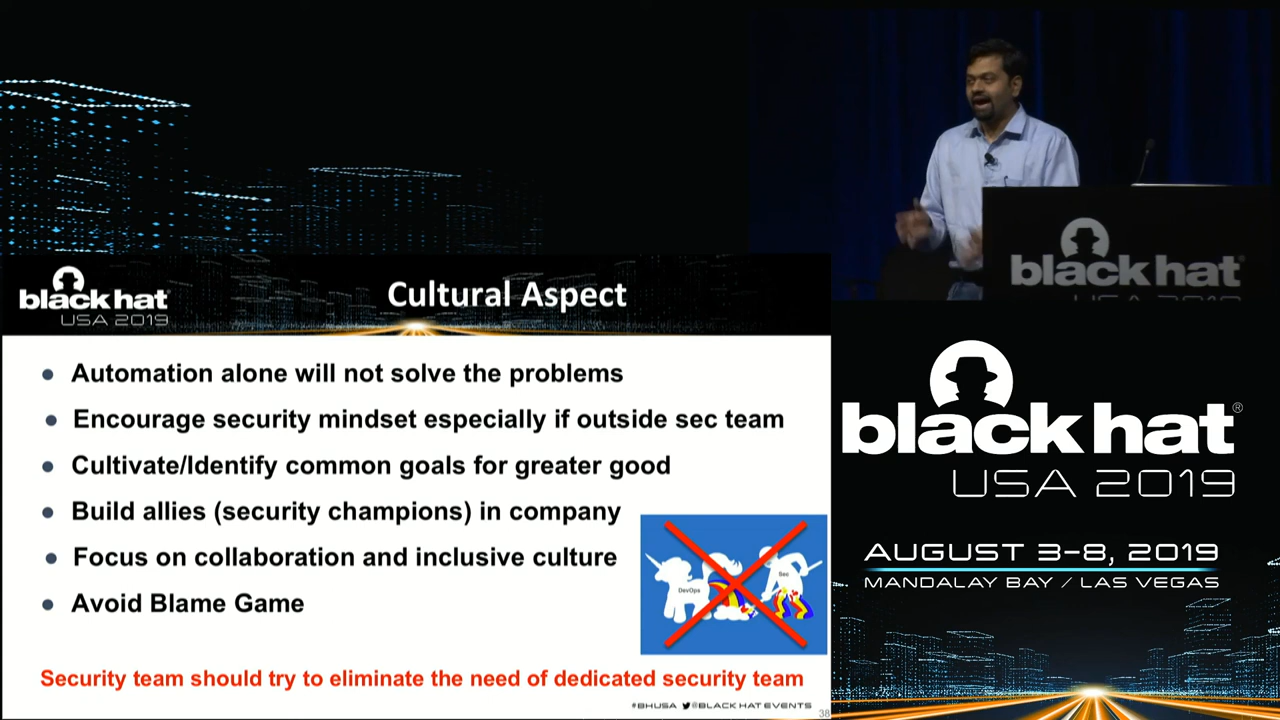 black hat
USA 2019
black hat
USA 2019
Cultural Aspect
• Automation alone will not solve the problems
• Encourage security mindset especially if outside sec team
• Cultivate/Identify common goals for greater good
• Build allies (security champions) in company
• Focus on collaboration and inclusive culture
• Avoid Blame Game
DevOps
Sec
Security team should try to eliminate the need of dedicated security team
#BHUSA @BLACK HAT EVENTS
38
black hat®
USA 2019
AUGUST 3-8, 2019
MANDALAY BAY / LAS VEGAS